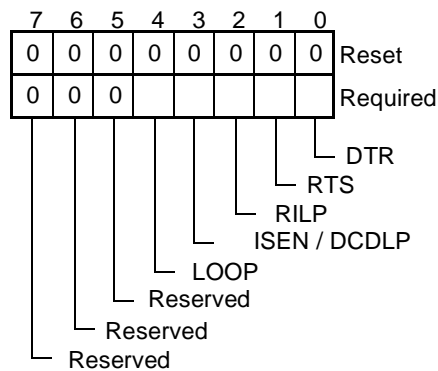 7 6 5 4 3 2 1 0
0 0 0 0 0 0 0 0 Reset
0 0 0 Required
DTR
RTS
RILP
ISEN / DCDLP
LOOP
Reserved
Reserved
Reserved